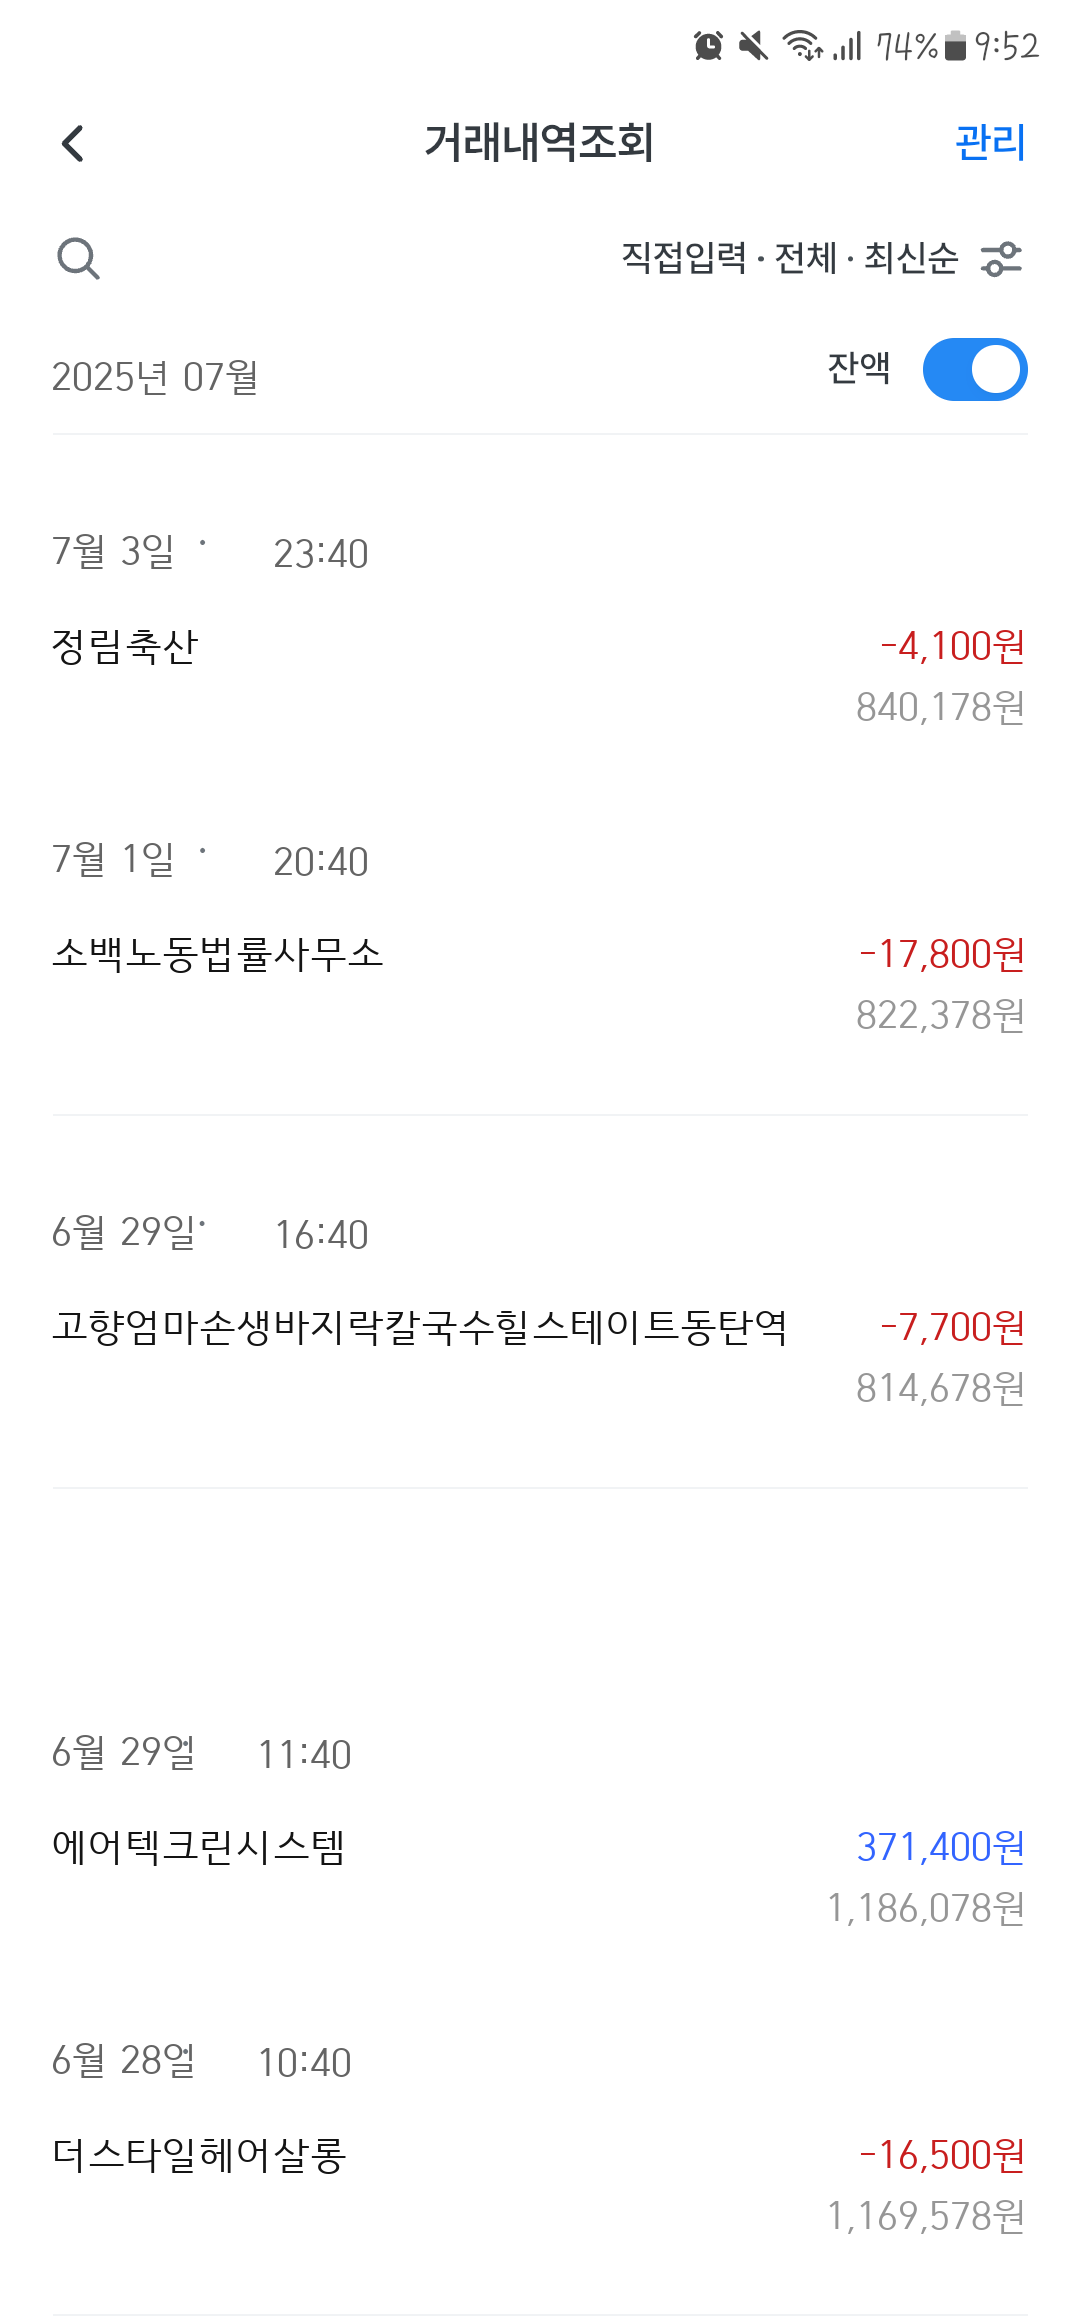 74% 9:52
거래내역조회 관리
직접입력 · 전체 · 최신순
2025년 07월 잔액
7월 3일 · 23:40
정림축산 -4,100원
840,178원
7월 1일 · 20:40
소백노동법률사무소 -17,800원
822,378원
6월 29일· 16:40
고향엄마손생바지락칼국수힐스테이트동탄역 -7,700원
814,678원
6월 29일 11:40
에어텍크린시스템 371,400원
1,186,078원
6월 28일 10:40
더스타일헤어살롱 -16,500원
1,169,578원